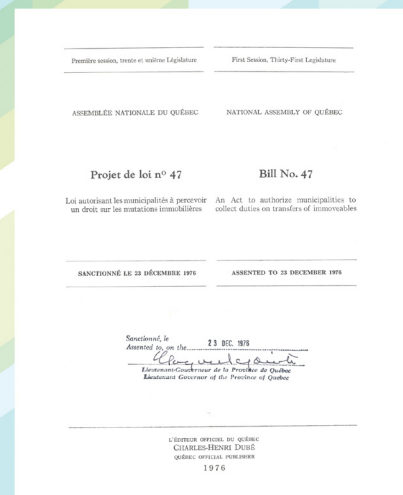 Première session, trente et unième Législature
First Session, Thirty-First Legislature
ASSEMBLÉE NATIONALE DU QUÉBEC
NATIONAL ASSEMBLY OF QUÉBEC
Projet de loi nº 47
Bill No. 47
Loi autorisant les municipalités à percevoir
un droit sur les mutations immobilières
An Act to authorize municipalities to
collect duties on transfers of immoveables
SANCTIONNÉ LE 23 DÉCEMBRE 1976
ASSENTED TO 23 DECEMBER 1976
Sanctionné, le
Assented to, on the 23 DEC. 1976
Lieutenant-Gouverneur de la Province de Québec
Lieutenant Governor of the Province of Quebec
L'ÉDITEUR OFFICIEL DU QUÉBEC
CHARLES-HENRI DUBÉ
QUÉBEC OFFICIAL PUBLISHER
1976